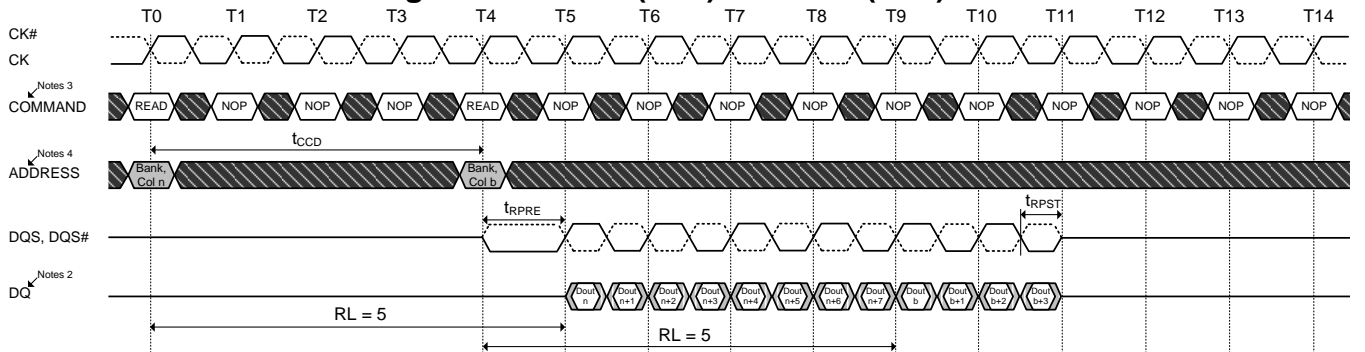 T0 T1 T2 T3 T4 T5 T6 T7 T8 T9 T10 T11 T12 T13 T14
CK#
CK
Notes 3
COMMAND READ NOP NOP NOP READ NOP NOP NOP NOP NOP NOP NOP NOP NOP NOP
tCCD
Notes 4
ADDRESS
Bank, Col n
Bank, Col b
tRPRE
tRPST
DQS, DQS#
Notes 2
DQ
Dout n
Dout n+1
Dout n+2
Dout n+3
Dout n+4
Dout n+5
Dout n+6
Dout n+7
Dout b
Dout b+1
Dout b+2
Dout b+3
RL = 5
RL = 5